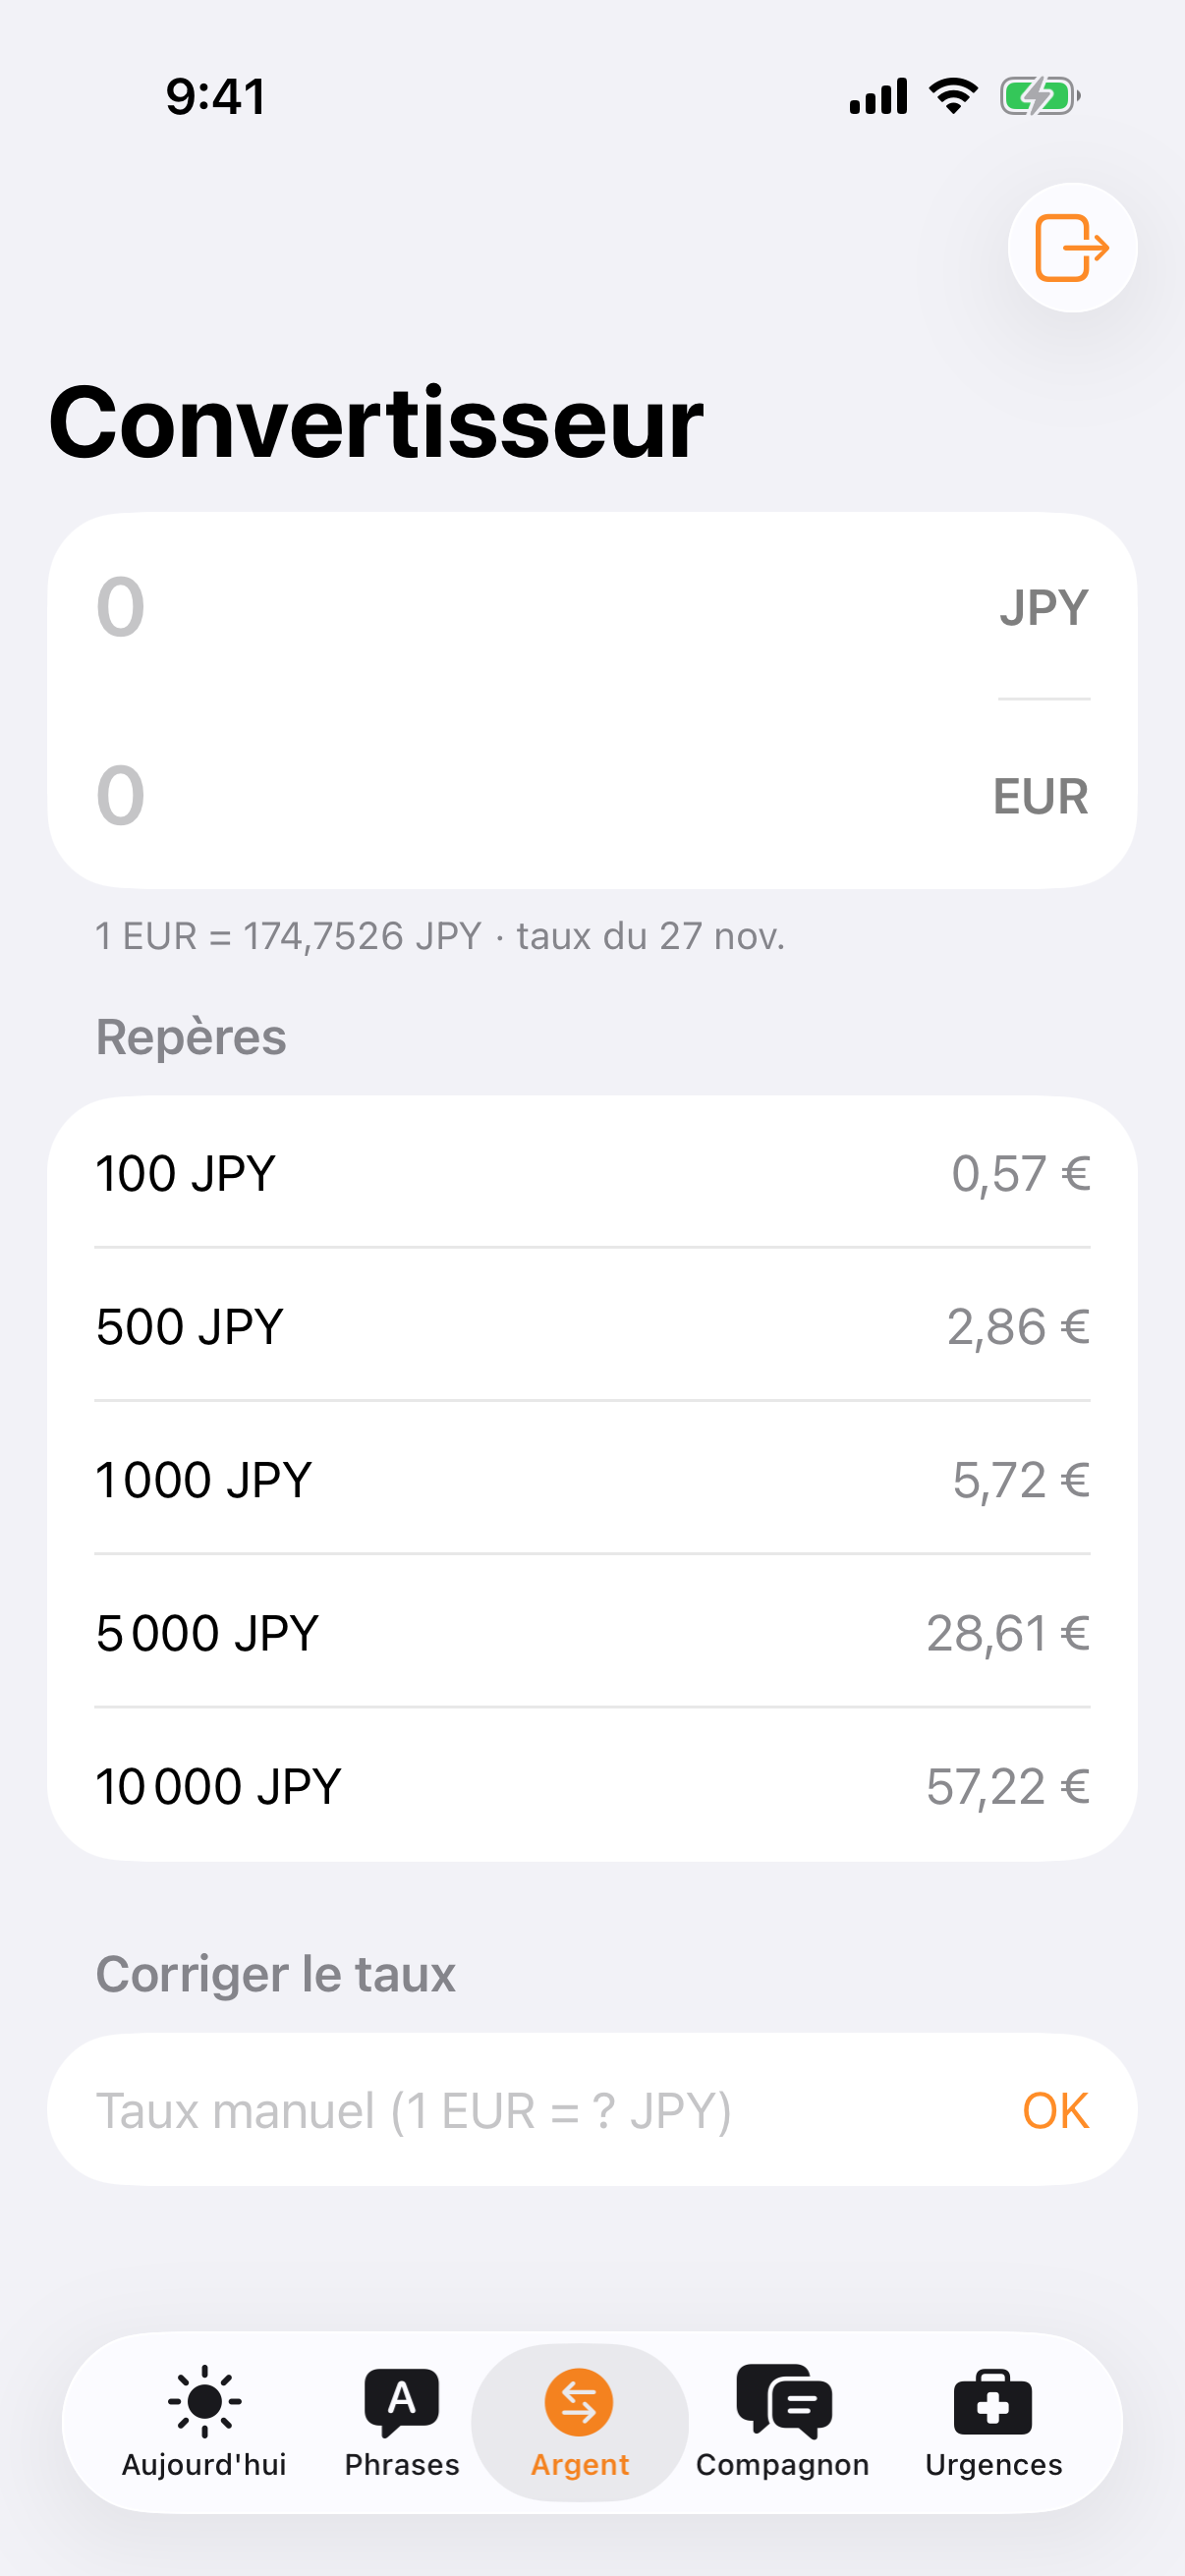 9:41
Convertisseur
0 JPY
0 EUR
1 EUR = 174,7526 JPY · taux du 27 nov.
Repères
100 JPY 0,57 €
500 JPY 2,86 €
1 000 JPY 5,72 €
5 000 JPY 28,61 €
10 000 JPY 57,22 €
Corriger le taux
Taux manuel (1 EUR = ? JPY) OK
A
Aujourd'hui Phrases Argent Compagnon Urgences